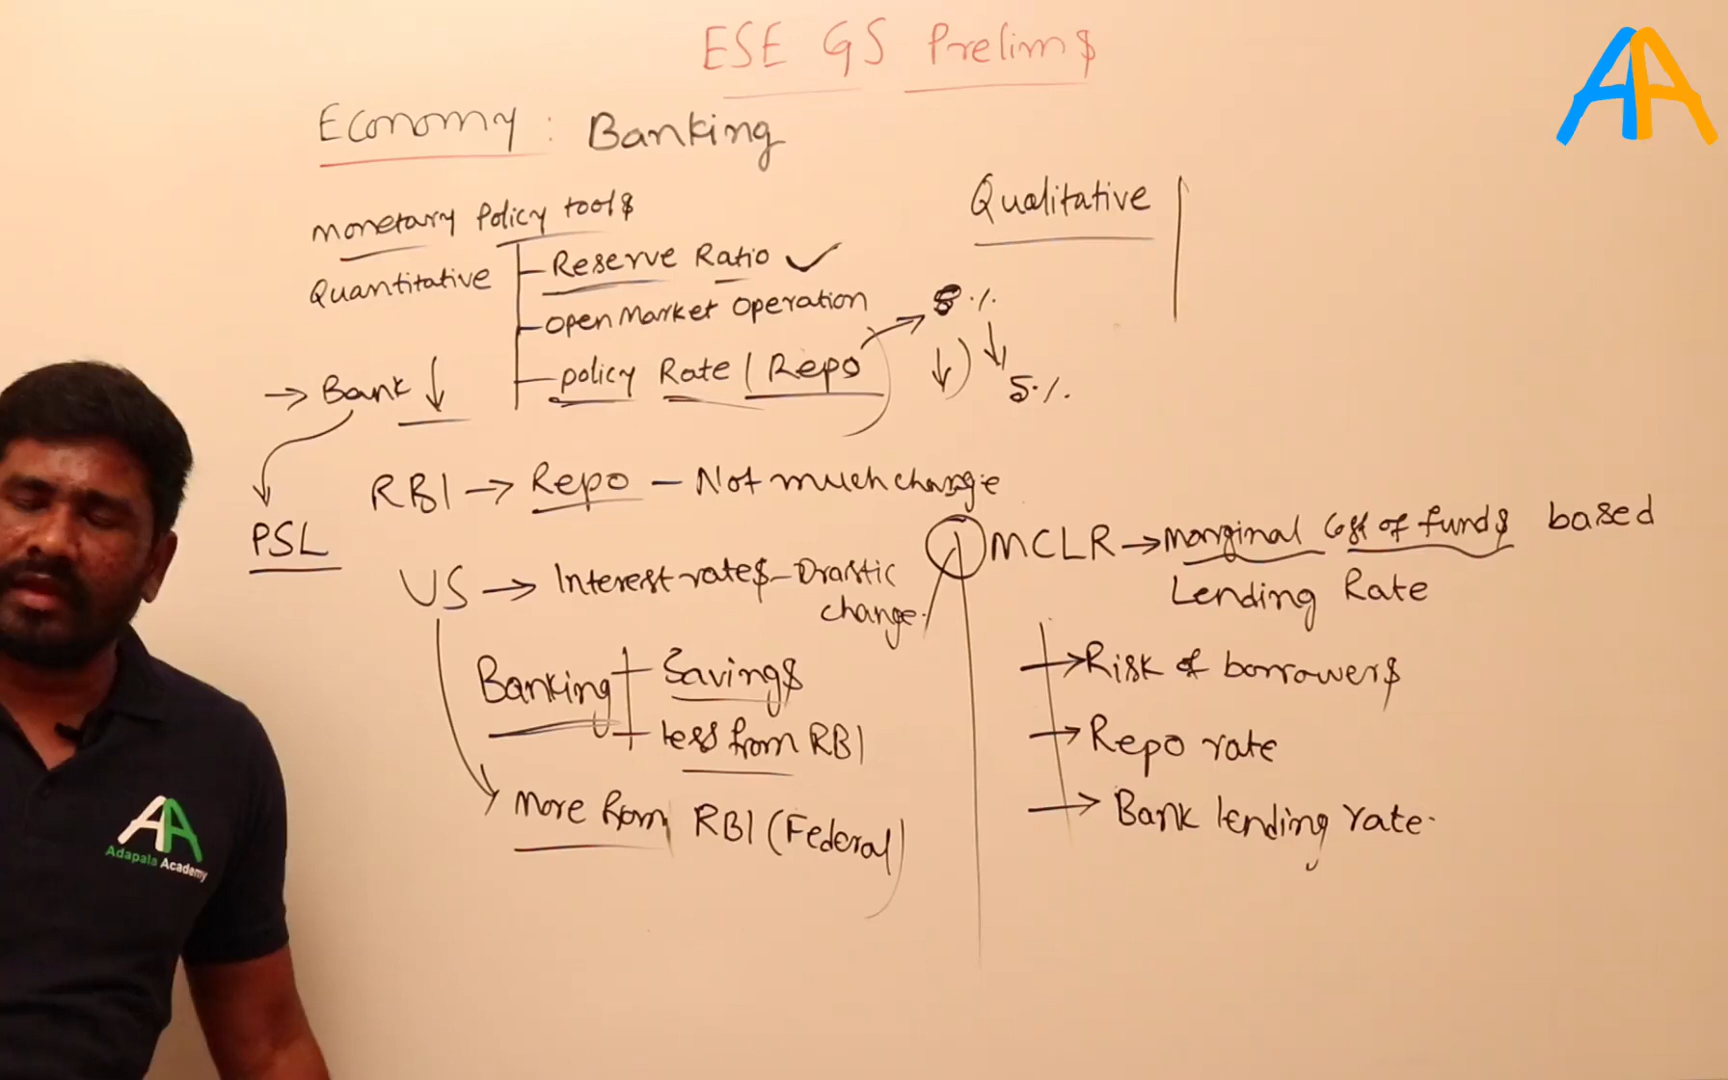 ESE GS Prelims
AA
Economy : Banking
Monetary Policy tools
Qualitative
Quantitative
Reserve Ratio ✓
Open Market Operation
policy Rate | Repo
8 %
5 %
→ Bank ↓
PSL
RBI → Repo – Not much change
US → Interest rates – Drastic
change.
Banking
Savings
less from RBI
More from RBI (Federal)
1 MCLR → Marginal Cost of funds based
Lending Rate
→ Risk of borrowers
→ Repo rate
→ Bank lending rate.
AA
Adapala Academy